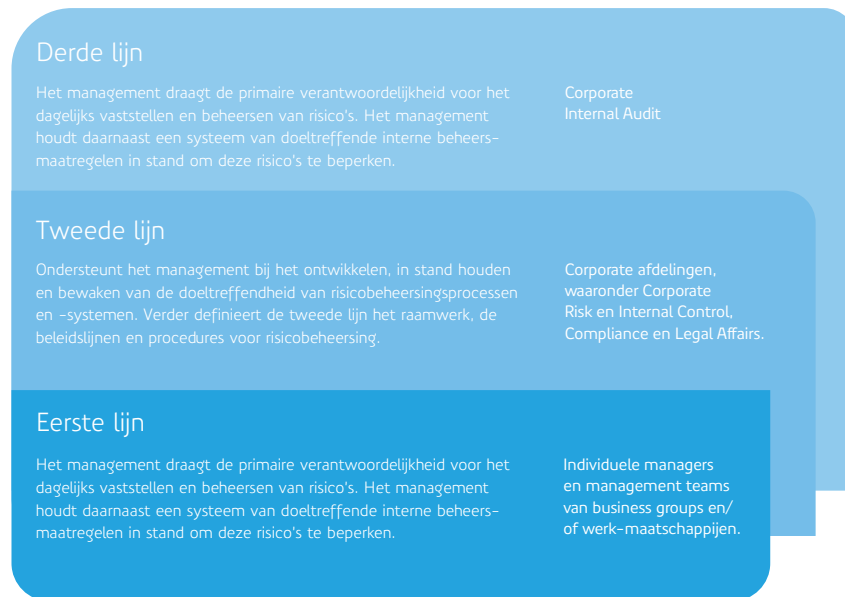 Derde lijn
Het management draagt de primaire verantwoordelijkheid voor het
dagelijks vaststellen en beheersen van risico's. Het management
houdt daarnaast een systeem van doeltreffende interne beheers-
maatregelen in stand om deze risico's te beperken.
Corporate
Internal Audit
Tweede lijn
Ondersteunt het management bij het ontwikkelen, in stand houden
en bewaken van de doeltreffendheid van risicobeheersingsprocessen
en -systemen. Verder definieert de tweede lijn het raamwerk, de
beleidslijnen en procedures voor risicobeheersing.
Corporate afdelingen,
waaronder Corporate
Risk en Internal Control,
Compliance en Legal Affairs.
Eerste lijn
Het management draagt de primaire verantwoordelijkheid voor het
dagelijks vaststellen en beheersen van risico's. Het management
houdt daarnaast een systeem van doeltreffende interne beheers-
maatregelen in stand om deze risico's te beperken.
Individuele managers
en management teams
van business groups en/
of werk-maatschappijen.